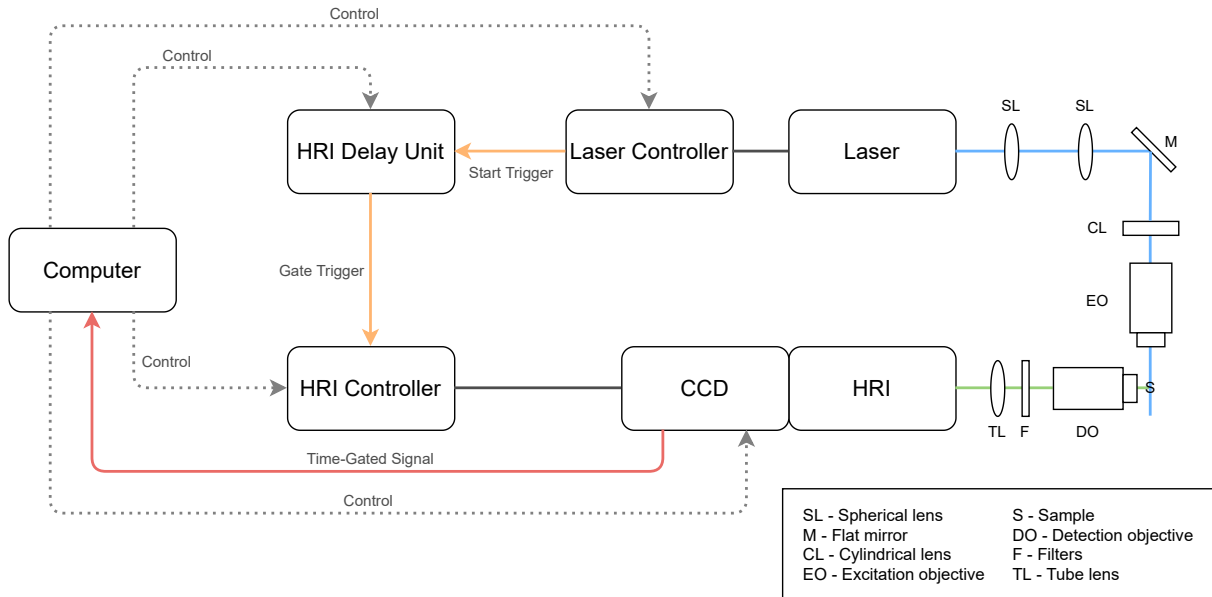 Control
Control
SL
SL
M
HRI Delay Unit
Start Trigger
Laser Controller
Laser
CL
Computer
Gate Trigger
EO
Control
HRI Controller
CCD
HRI
S
TL
F
DO
Time-Gated Signal
Control
SL - Spherical lens
M - Flat mirror
CL - Cylindrical lens
EO - Excitation objective
S - Sample
DO - Detection objective
F - Filters
TL - Tube lens